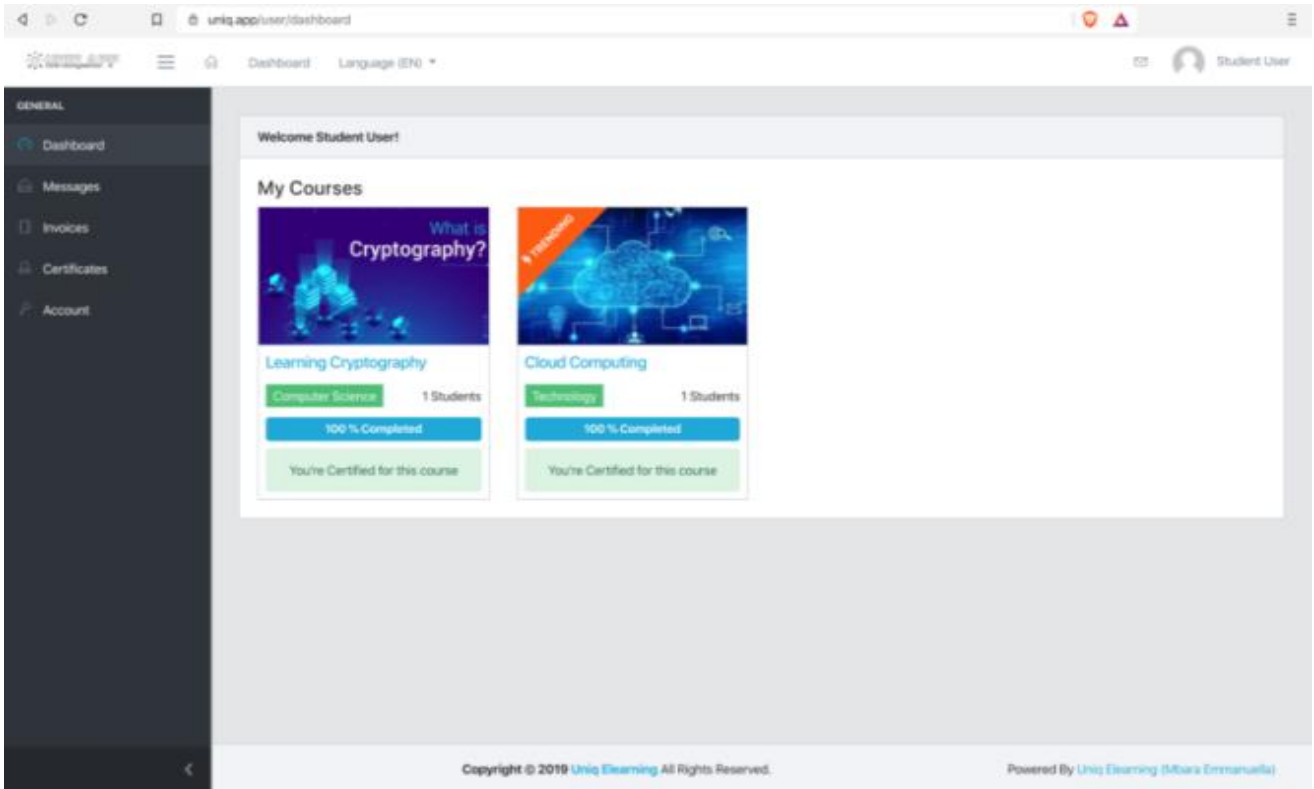 uniq.app/user/dashboard
UNIQ APP
Dashboard
Language (EN)
Student User
GENERAL
Dashboard
Messages
Invoices
Certificates
Account
Welcome Student User!
My Courses
What is
Cryptography?
Learning Cryptography
Computer Science
1 Students
100 % Completed
You're Certified for this course
TRENDING
Cloud Computing
Technology
1 Students
100 % Completed
You're Certified for this course
Copyright © 2019 Uniq Elearning All Rights Reserved.
Powered By Uniq Elearning (Mbara Emmanuella)